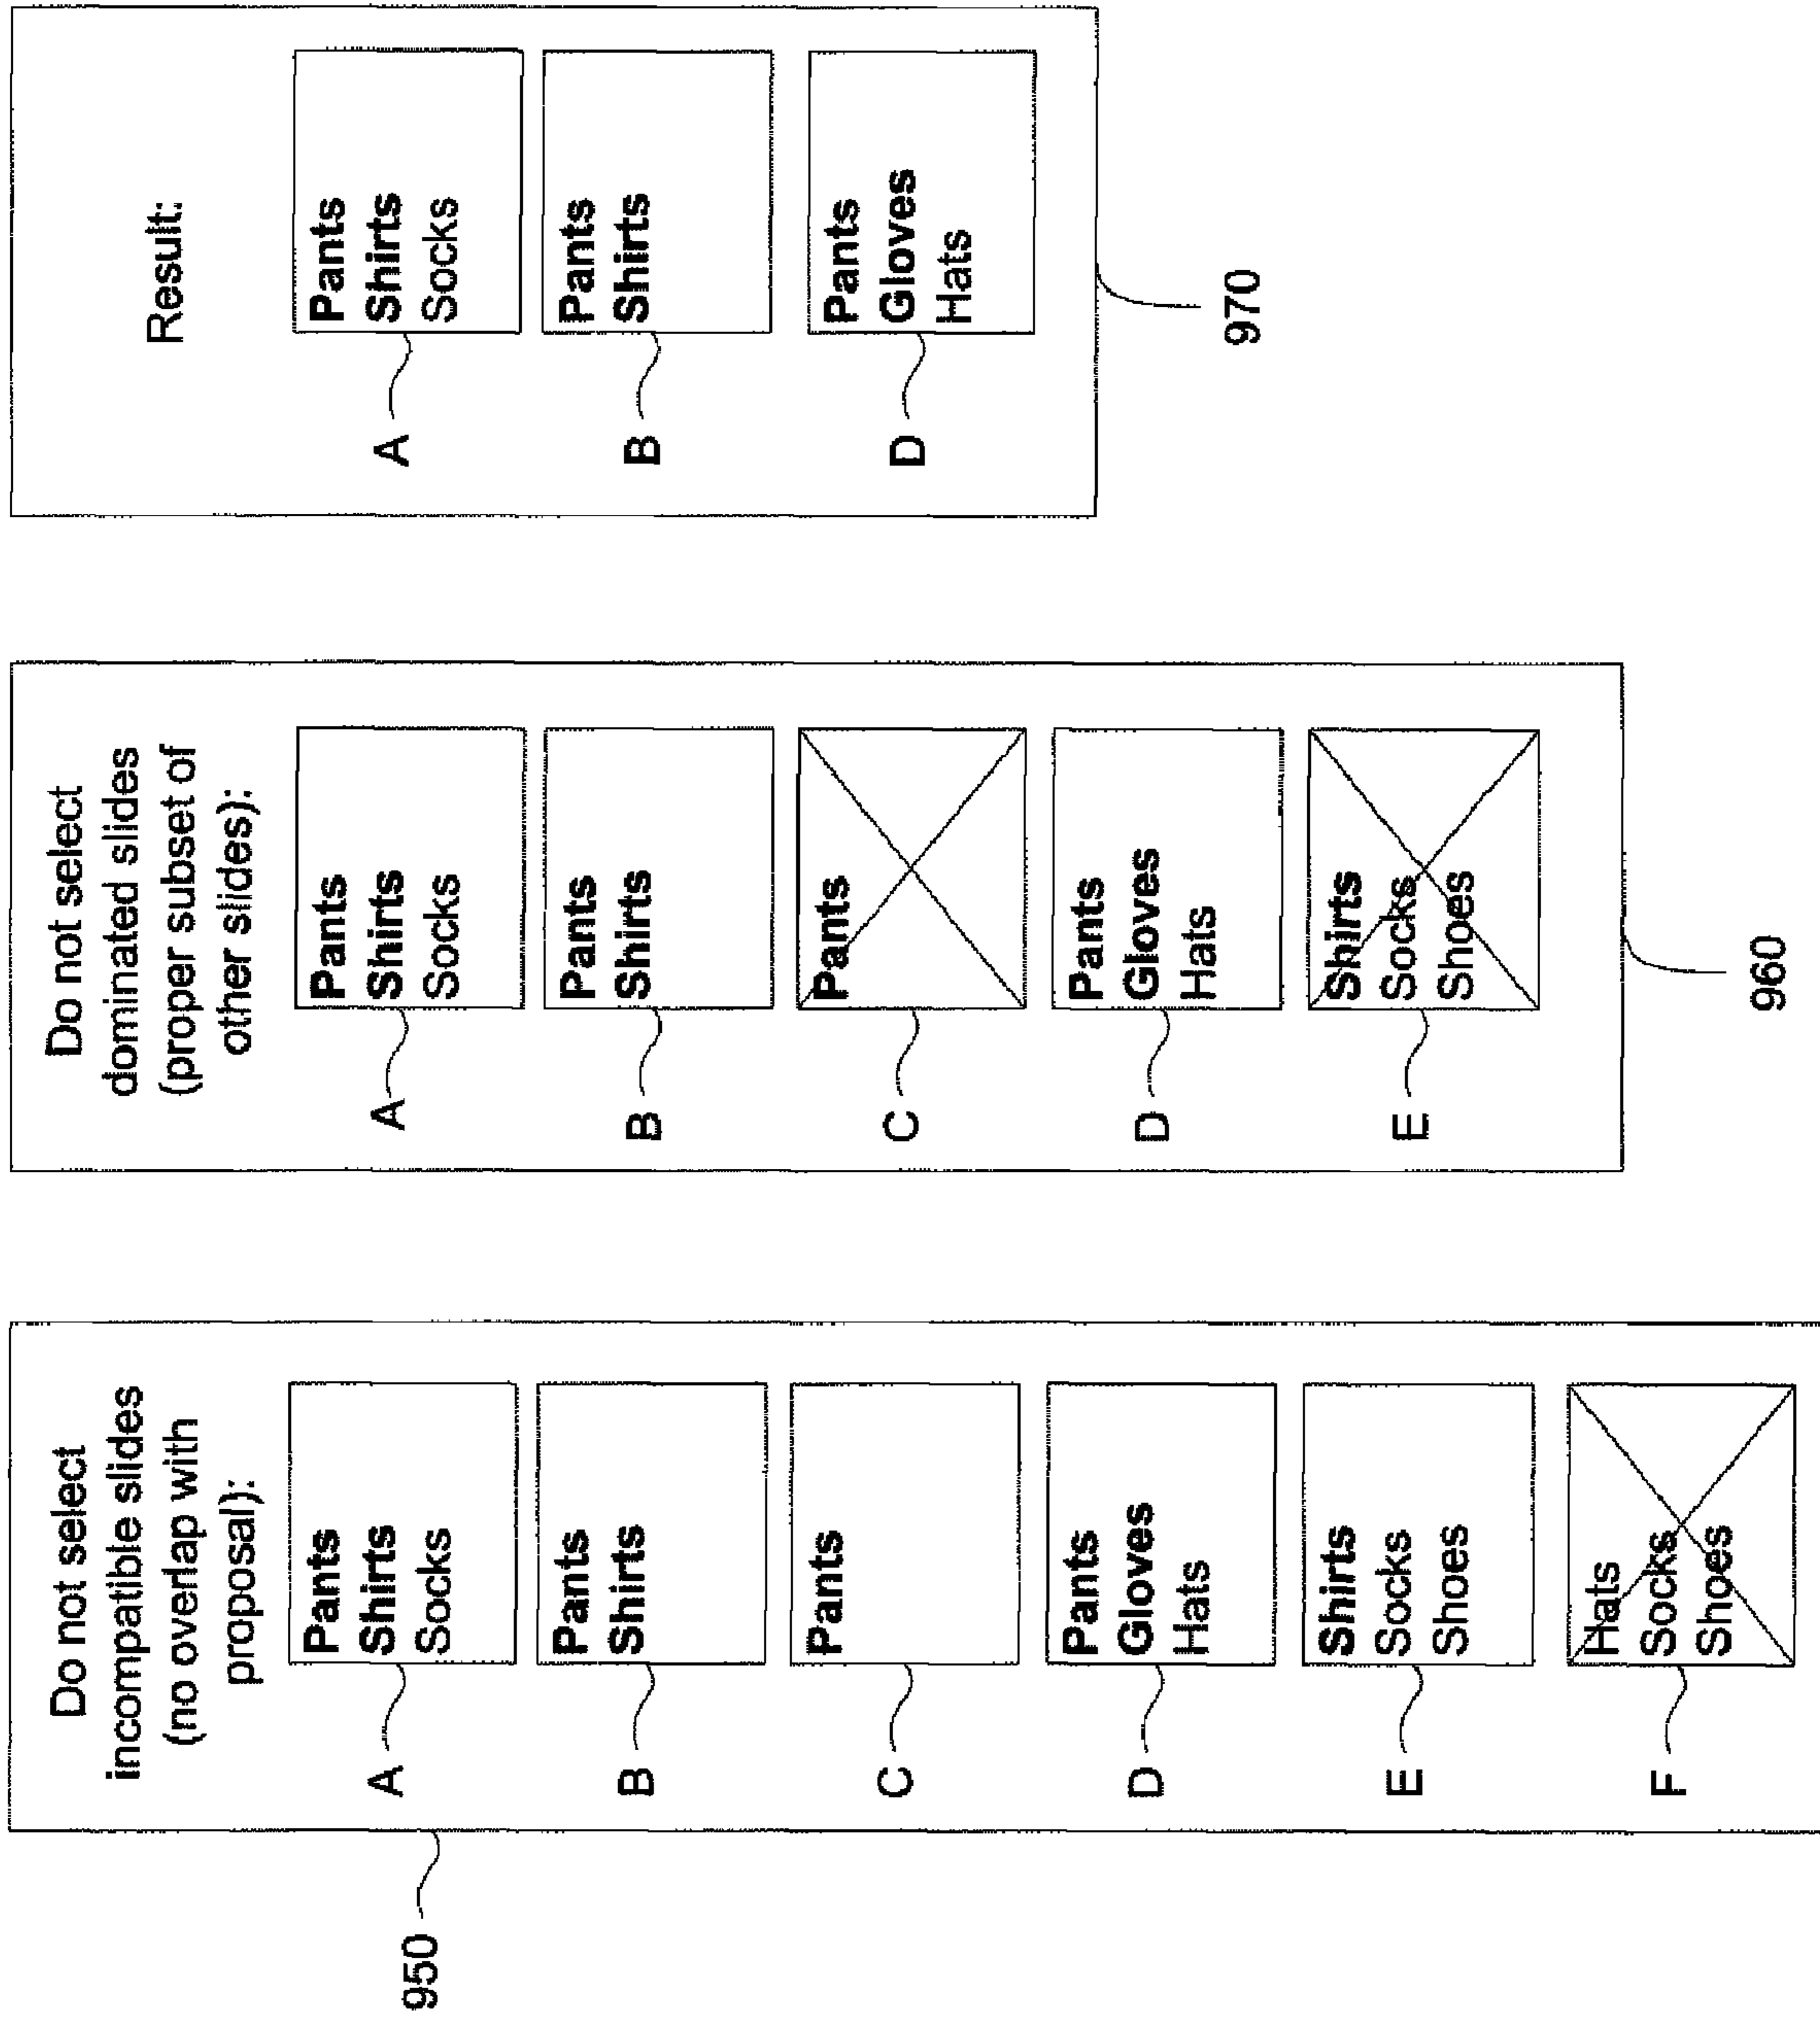 Do not select
incompatible slides
(no overlap with
proposal):
A
Pants
Shirts
Socks
B
Pants
Shirts
C
Pants
D
Pants
Gloves
Hats
E
Shirts
Socks
Shoes
F
Hats
Socks
Shoes
950
Do not select
dominated slides
(proper subset of
other slides):
A
Pants
Shirts
Socks
B
Pants
Shirts
C
Pants
D
Pants
Gloves
Hats
E
Shirts
Socks
Shoes
960
Result:
A
Pants
Shirts
Socks
B
Pants
Shirts
D
Pants
Gloves
Hats
970